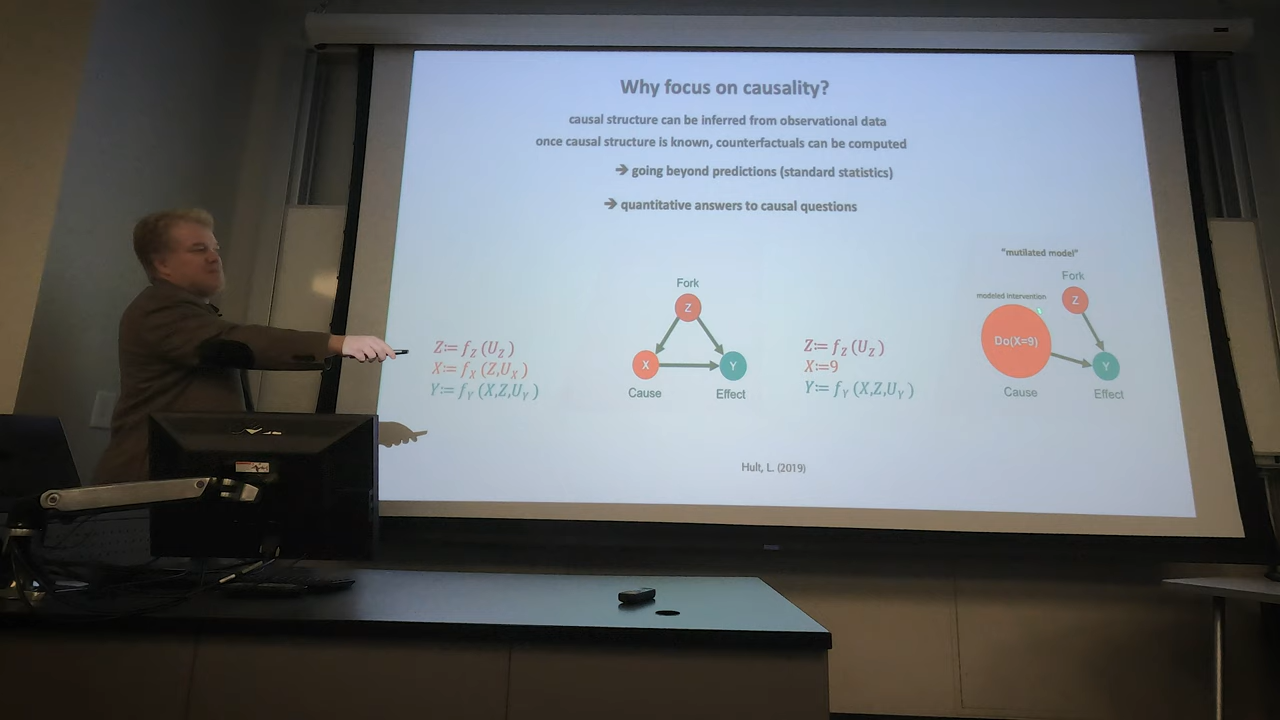 Why focus on causality?
causal structure can be inferred from observational data
once causal structure is known, counterfactuals can be computed
➔ going beyond predictions (standard statistics)
➔ quantitative answers to causal questions
Z:= f_Z (U_Z)
X:= f_X (Z,U_X)
Y:= f_Y (X,Z,U_Y)
Fork
Z
X
Y
Cause
Effect
Z:= f_Z (U_Z)
X:=9
Y:= f_Y (X,Z,U_Y)
"mutilated model"
Fork
modeled intervention
Z
Do(X=9)
Y
Cause
Effect
Hult, L. (2019)